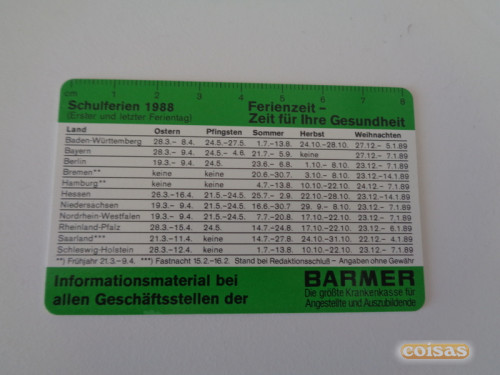 cm 1 2 3 4 5 6 7 8
Schulferien 1988
(Erster und letzter Ferientag)
Ferienzeit –
Zeit für Ihre Gesundheit
Land Ostern Pfingsten Sommer Herbst Weihnachten
Baden-Württemberg 26.3.– 8.4. 24.5.–27.5. 1.7.–13.8. 24.10.–28.10. 27.12.– 5.1.89
Bayern 26.3.– 9.4. 24.5.– 4.6. 21.7.– 5.9. keine 27.12.– 7.1.89
Berlin 19.3.– 9.4. 24.5. 23.6.– 6.8. 1.10.– 8.10. 23.12.– 7.1.89
Bremen** keine keine 20.6.–30.7. 3.10.– 8.10. 23.12.–14.1.89
Hamburg** keine keine 4.7.–13.8. 10.10.–22.10. 24.12.– 7.1.89
Hessen 26.3.–16.4. 21.5.–24.5. 25.7.– 2.9. 22.10.–28.10. 23.12.–14.1.89
Niedersachsen 19.3.– 9.4. 21.5.–24.5. 16.6.–30.7. 29.9.– 8.10. 23.12.– 7.1.89
Nordrhein-Westfalen 19.3.– 9.4. 21.5.–24.5. 7.7.–20.8. 17.10.–22.10. 23.12.– 7.1.89
Rheinland-Pfalz 28.3.–15.4. 24.5. 14.7.–24.8. 17.10.–22.10. 23.12.– 6.1.89
Saarland*** 21.3.–11.4. keine 14.7.–27.8. 24.10.–31.10. 22.12.– 4.1.89
Schleswig-Holstein 28.3.–12.4. keine 1.7.–13.8. 10.10.–22.10. 23.12.– 7.1.89
**) Frühjahr 21.3.–9.4. ***) Fastnacht 15.2.–16.2. Stand bei Redaktionsschluß – Angaben ohne Gewähr
Informationsmaterial bei
allen Geschäftsstellen der
BARMER
Die größte Krankenkasse für
Angestellte und Auszubildende
coisas